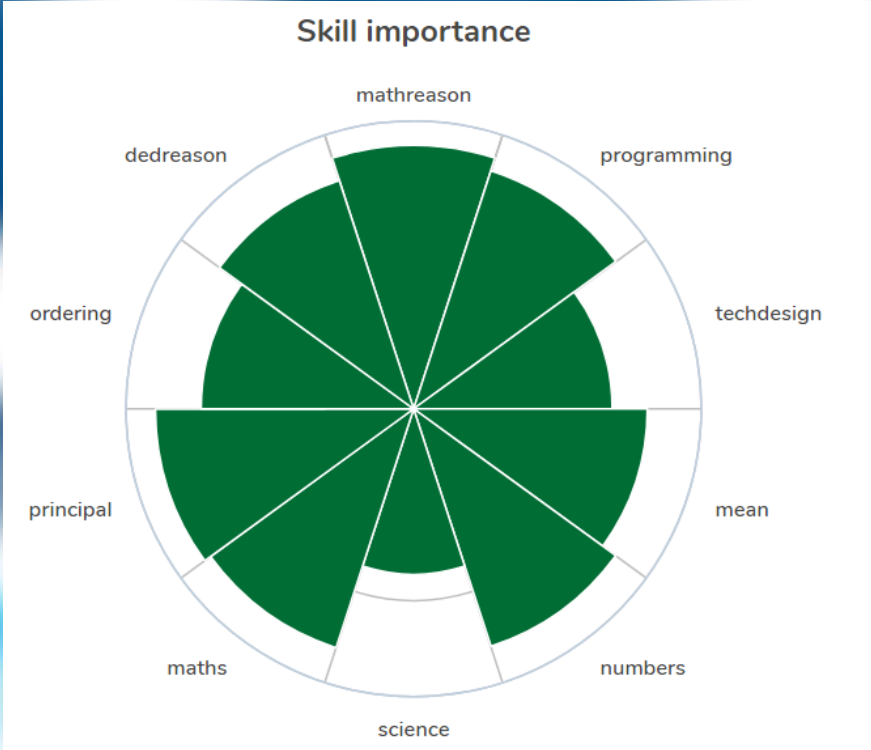 Skill importance
mathreason
dedreason
programming
ordering
techdesign
principal
mean
maths
numbers
science